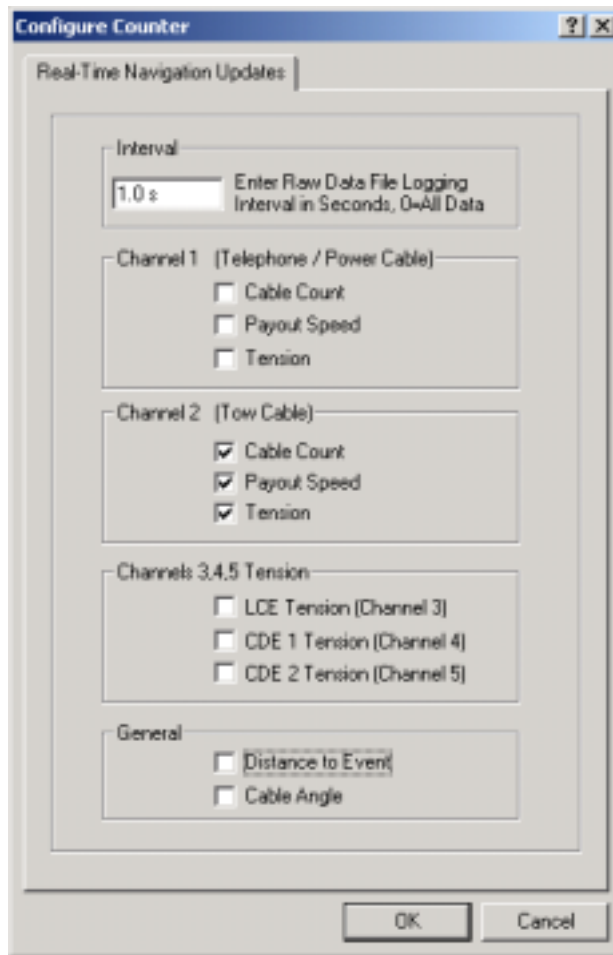 Configure Counter
Real-Time Navigation Updates
Interval
1.0 s
Enter Raw Data File Logging
Interval in Seconds, 0=All Data
Channel 1 (Telephone / Power Cable)
Cable Count
Payout Speed
Tension
Channel 2 (Tow Cable)
Cable Count
Payout Speed
Tension
Channels 3,4,5 Tension
LCE Tension (Channel 3)
CDE 1 Tension (Channel 4)
CDE 2 Tension (Channel 5)
General
Distance to Event
Cable Angle
OK Cancel